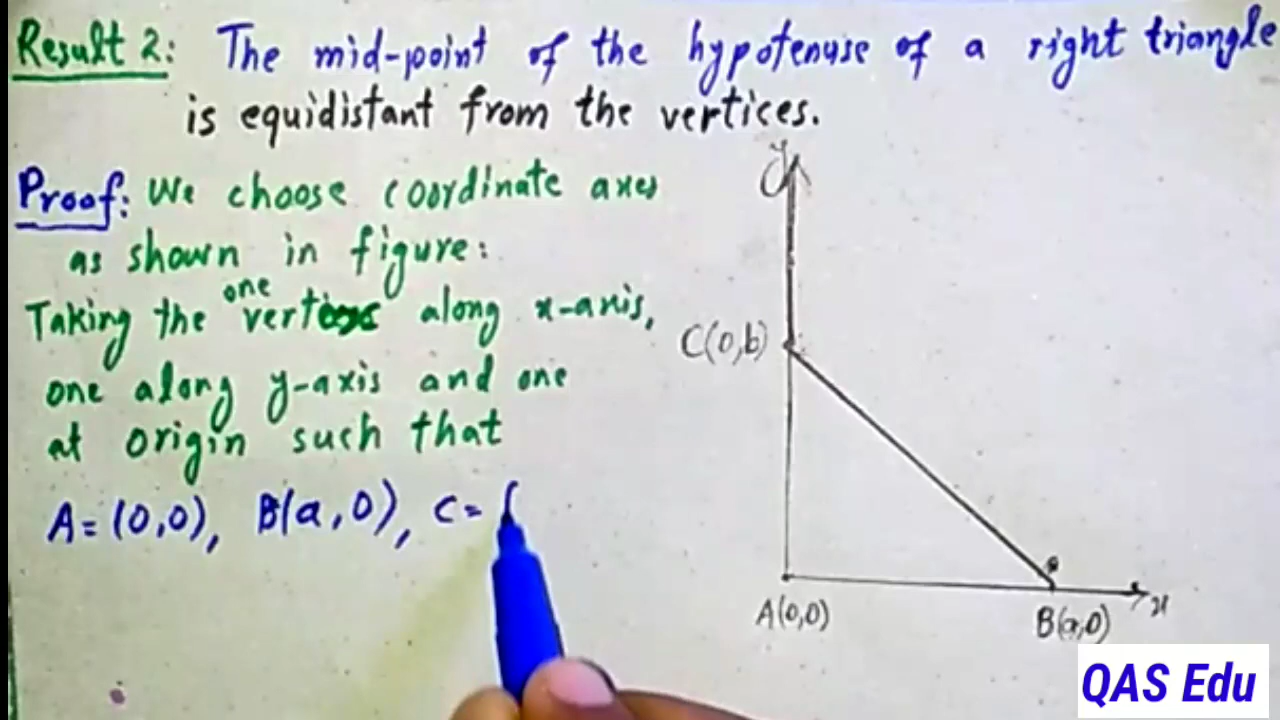 Result 2: The mid-point of the hypotenuse of a right triangle
is equidistant from the vertices.
Proof: We choose coordinate axes
as shown in figure:
one
Taking the vertex along x-axis,
one along y-axis and one
at origin such that
A = (0,0), B(a,0), C = (
y
C(0,b)
A(0,0)
B(a,0)
x
QAS Edu